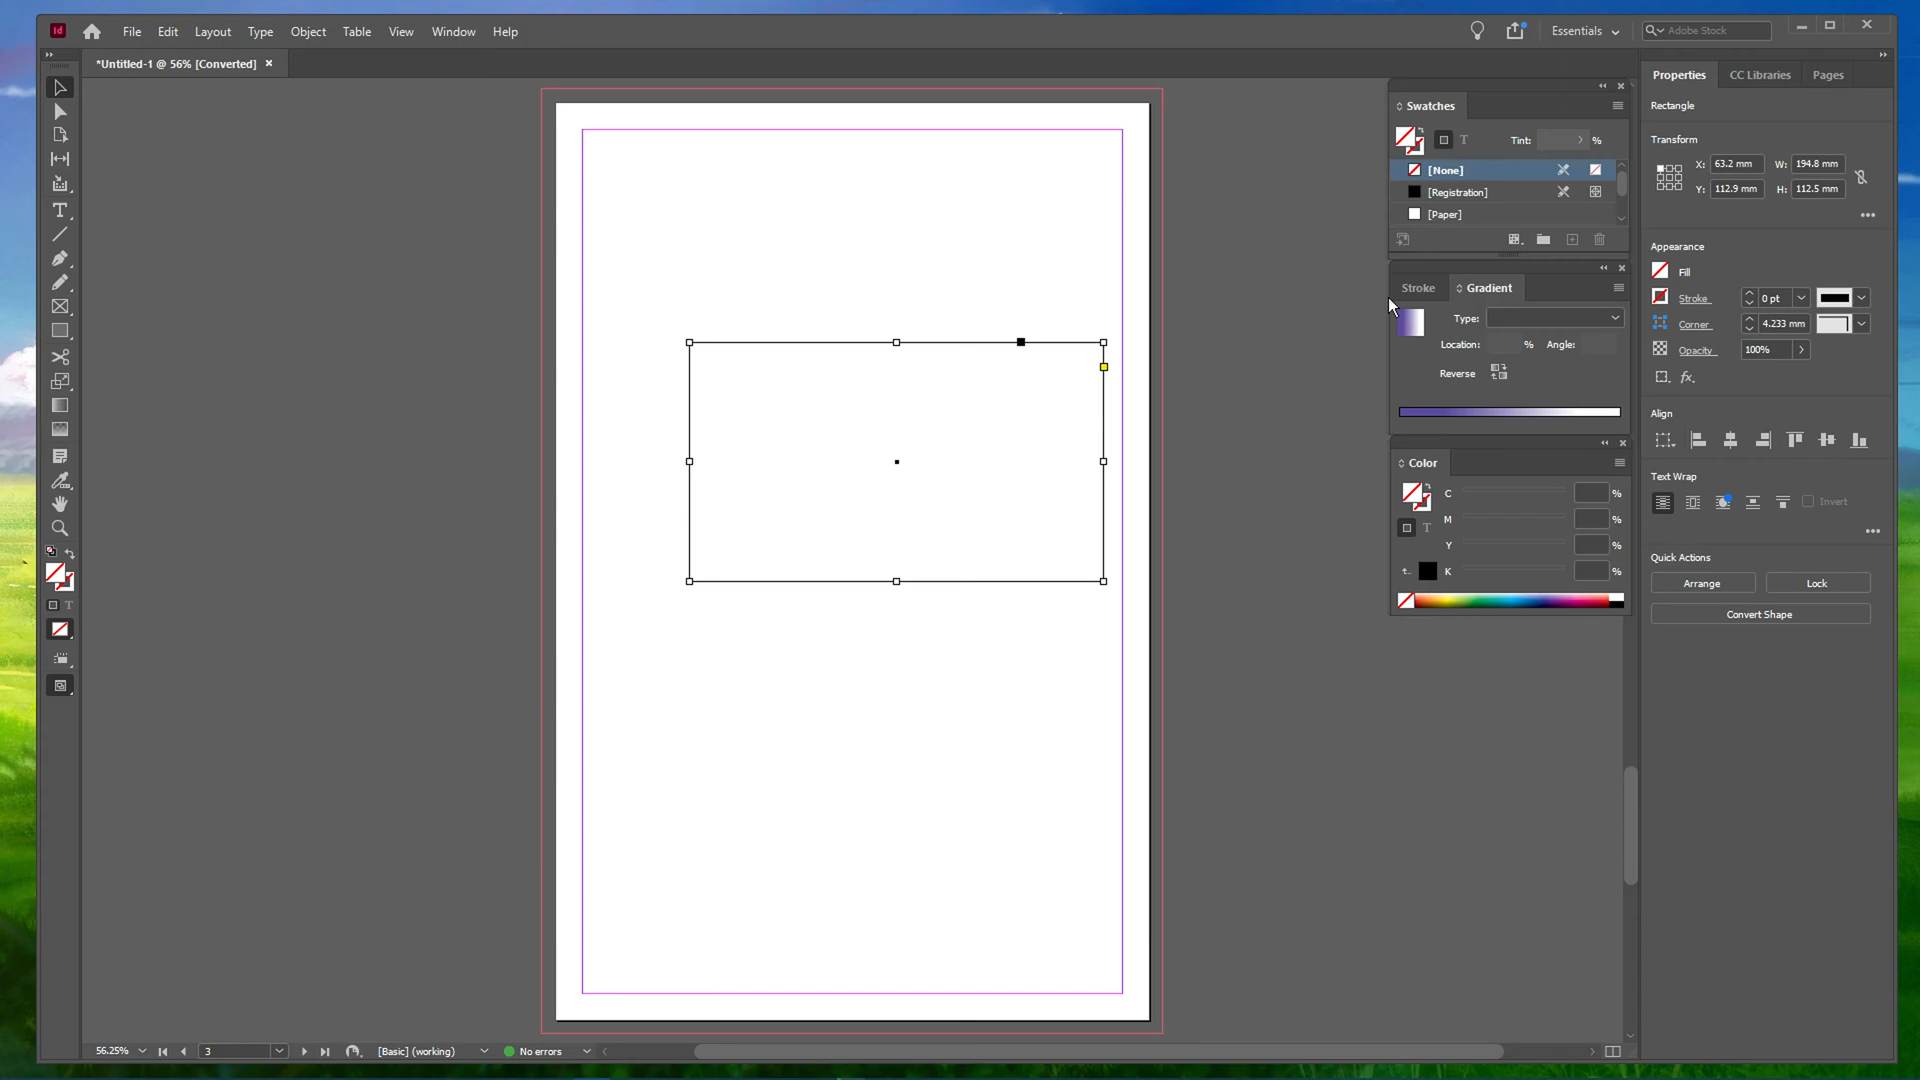 Id File Edit Layout Type Object Table View Window Help Essentials Adobe Stock
*Untitled-1 @ 56% [Converted]
Swatches
Tint: %
[None]
[Registration]
[Paper]
Stroke Gradient
Type:
Location: % Angle:
Reverse
Color
C %
M %
Y %
K %
Properties CC Libraries Pages
Rectangle
Transform
X: 63.2 mm W: 194.8 mm
Y: 112.9 mm H: 112.5 mm
Appearance
Fill
Stroke 0 pt
Corner 4.233 mm
Opacity 100%
fx
Align
Text Wrap
Invert
Quick Actions
Arrange Lock
Convert Shape
56.25% 3 [Basic] (working) No errors